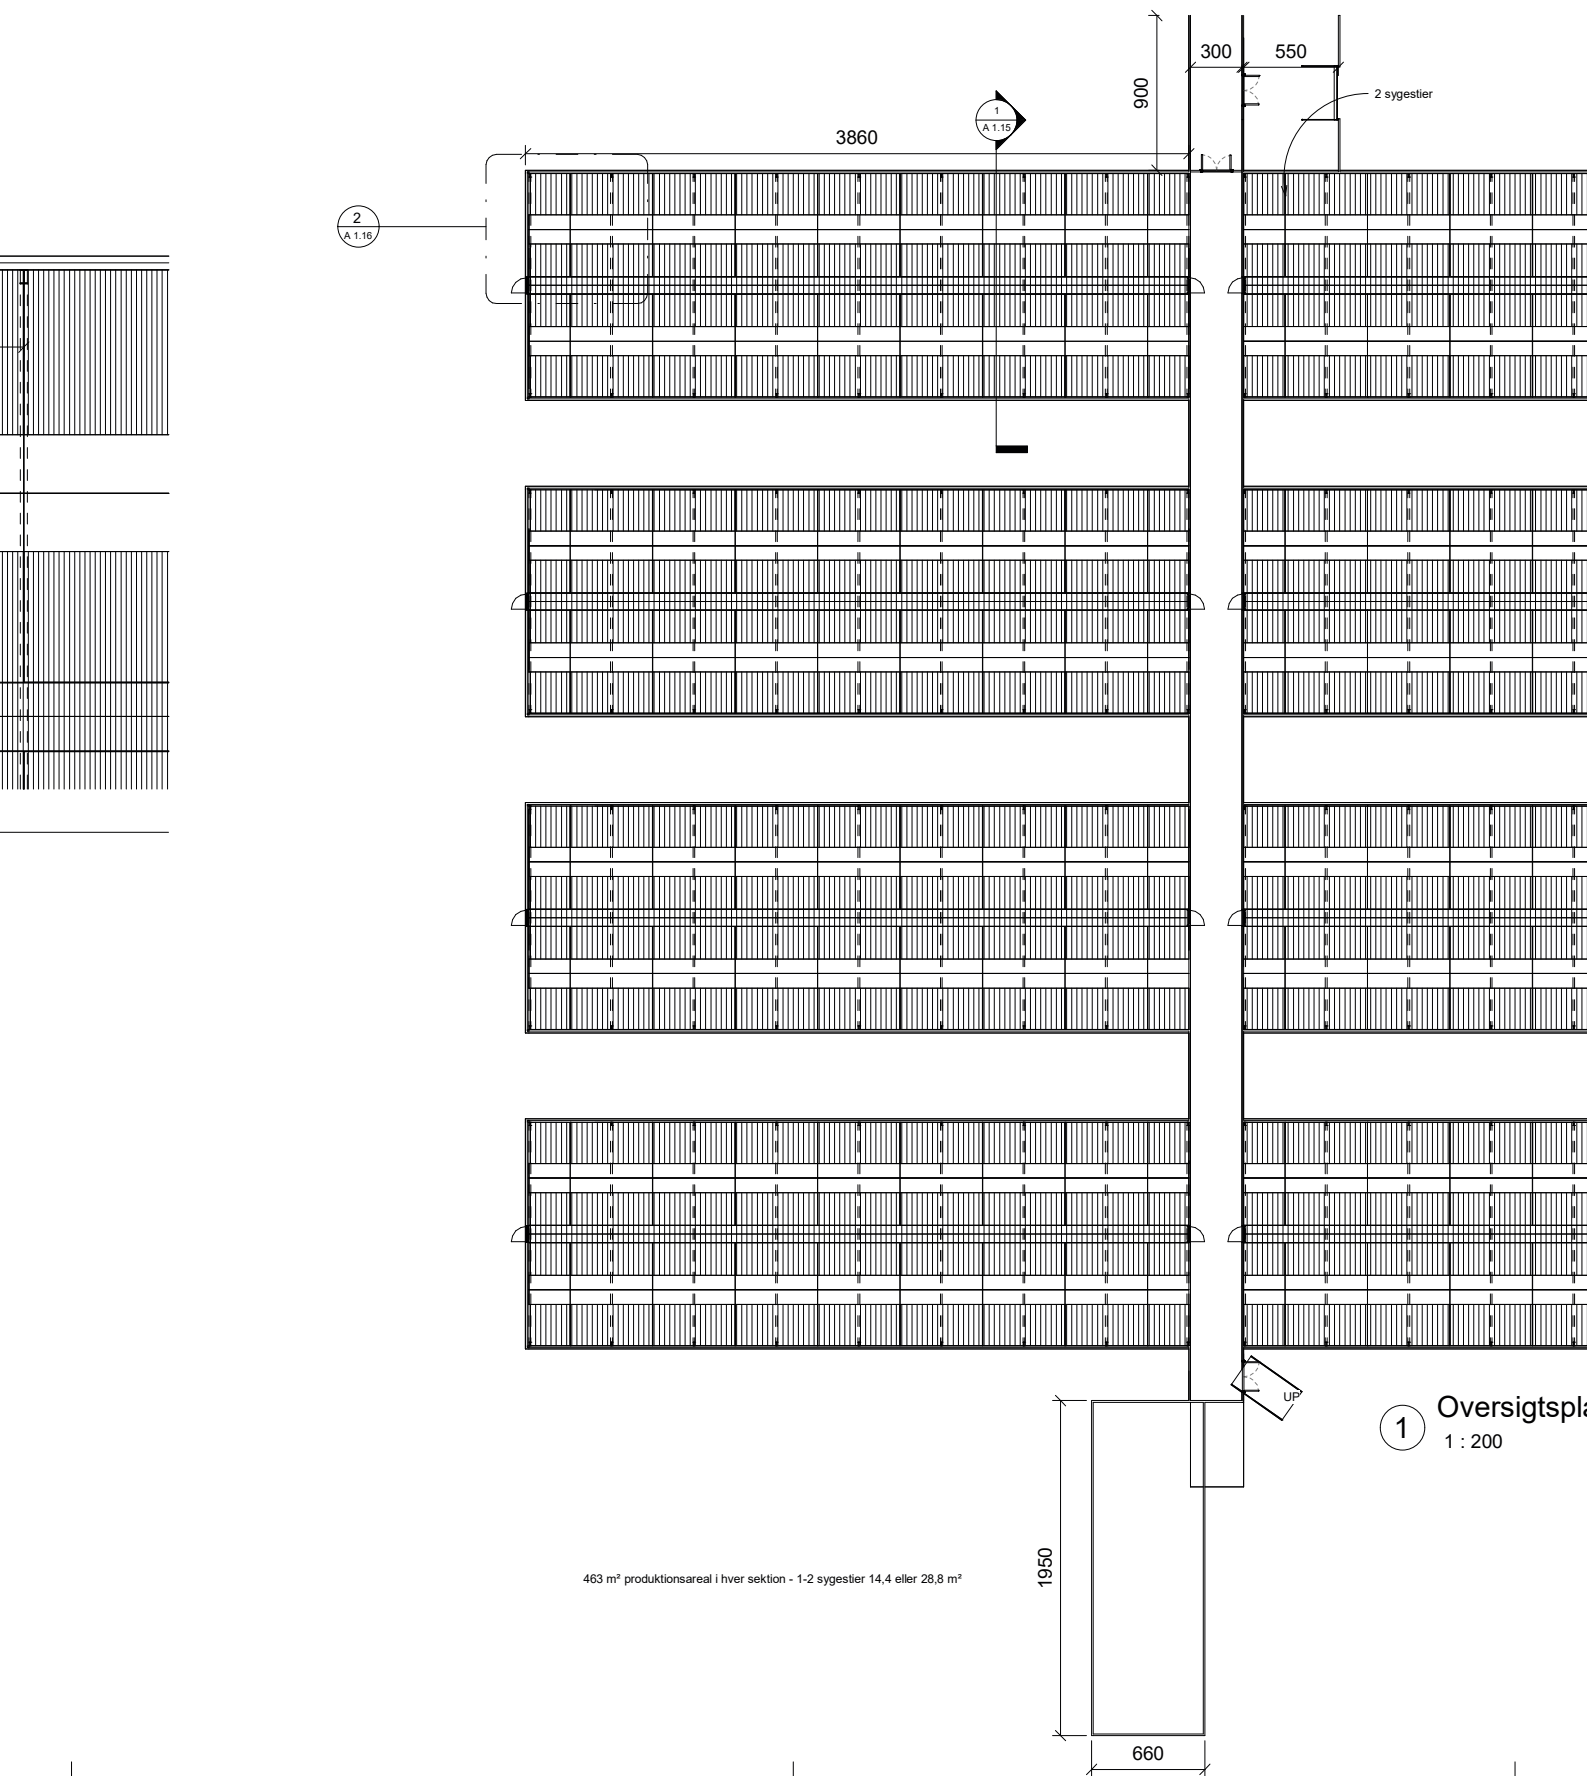 300
550
900
2 sygestier
1
A 1.15
3860
2
A 1.16
UP
1
Oversigtspla
1 : 200
1950
463 m² produktionsareal i hver sektion - 1-2 sygestier 14,4 eller 28,8 m²
660